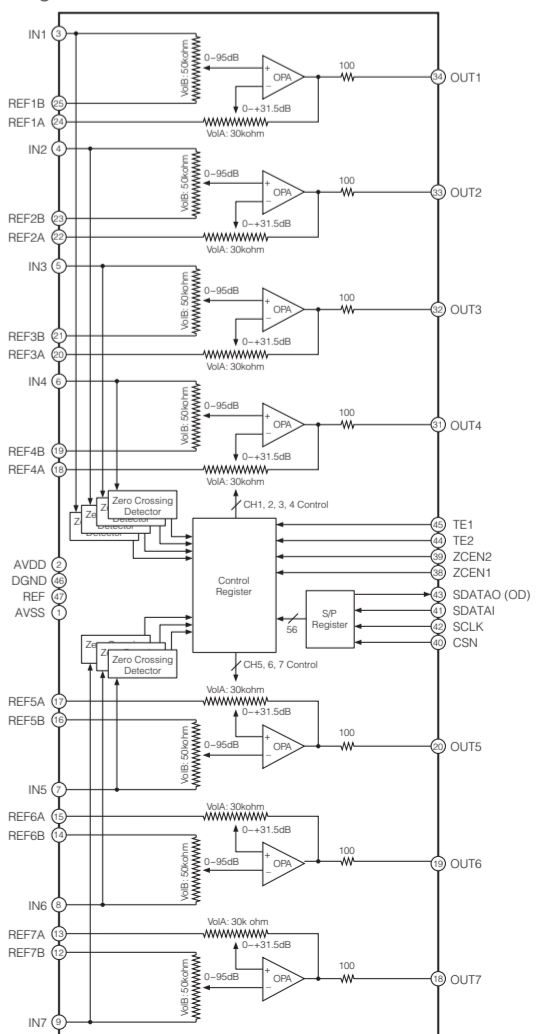 IN1 3
VolB: 50kohm
0~95dB
+
−
OPA
100
34 OUT1
REF1B 25
0~+31.5dB
REF1A 24
VolA: 30kohm
IN2 4
VolB: 50kohm
0~95dB
+
−
OPA
100
33 OUT2
REF2B 23
0~+31.5dB
REF2A 22
VolA: 30kohm
IN3 5
VolB: 50kohm
0~95dB
+
−
OPA
100
32 OUT3
REF3B 21
0~+31.5dB
REF3A 20
VolA: 30kohm
IN4 6
VolB: 50kohm
0~95dB
+
−
OPA
100
31 OUT4
REF4B 19
0~+31.5dB
REF4A 18
VolA: 30kohm
Zero Crossing
Detector
CH1, 2, 3, 4 Control
AVDD 2
DGND 46
REF 47
AVSS 1
Control
Register
45 TE1
44 TE2
39 ZCEN2
38 ZCEN1
S/P
Register
56
43 SDATAO (OD)
41 SDATAI
42 SCLK
40 CSN
Zero Crossing
Detector
CH5, 6, 7 Control
REF5A 17
VolA: 30kohm
REF5B 16
0~+31.5dB
VolB: 50kohm
0~95dB
+
−
OPA
100
20 OUT5
IN5 7
REF6A 15
VolA: 30kohm
REF6B 14
0~+31.5dB
VolB: 50kohm
0~95dB
+
−
OPA
100
19 OUT6
IN6 8
REF7A 13
VolA: 30k ohm
REF7B 12
0~+31.5dB
VolB: 50kohm
0~95dB
+
−
OPA
100
18 OUT7
IN7 9